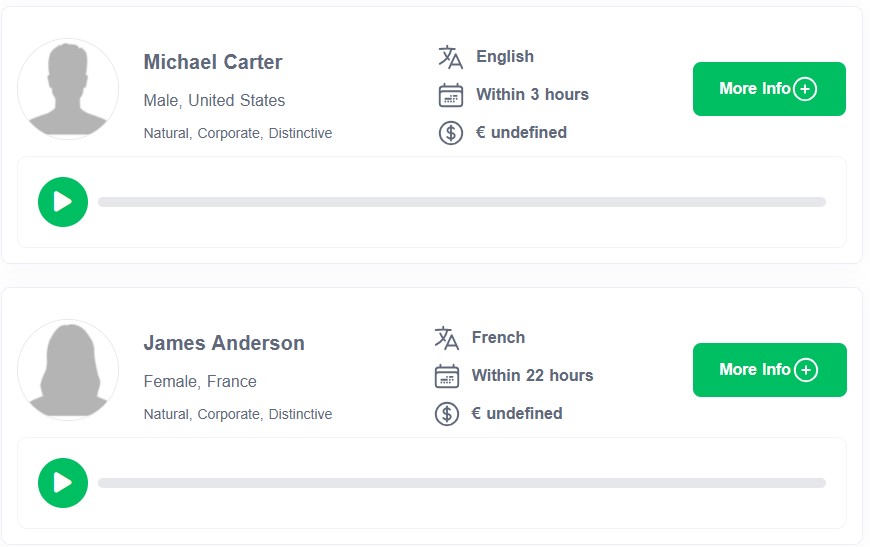 Michael Carter
Male, United States
Natural, Corporate, Distinctive
English
Within 3 hours
€ undefined
More Info
James Anderson
Female, France
Natural, Corporate, Distinctive
French
Within 22 hours
€ undefined
More Info